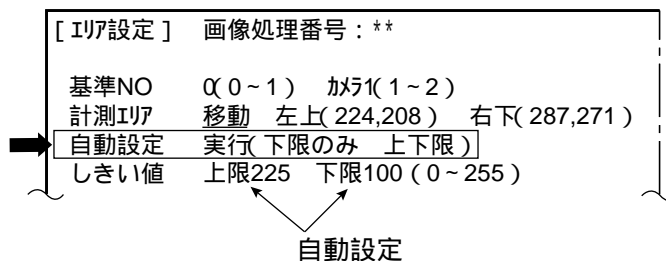 [ ｴﾘｱ設定 ] 画像処理番号：**
基準NO 0( 0 ~ 1 ) ｶﾒﾗ1( 1 ~ 2 )
計測ｴﾘｱ 移動 左上( 224,208 ) 右下( 287,271 )
自動設定 実行( 下限のみ 上下限 )
しきい値 上限225 下限100 ( 0 ~ 255 )
自動設定